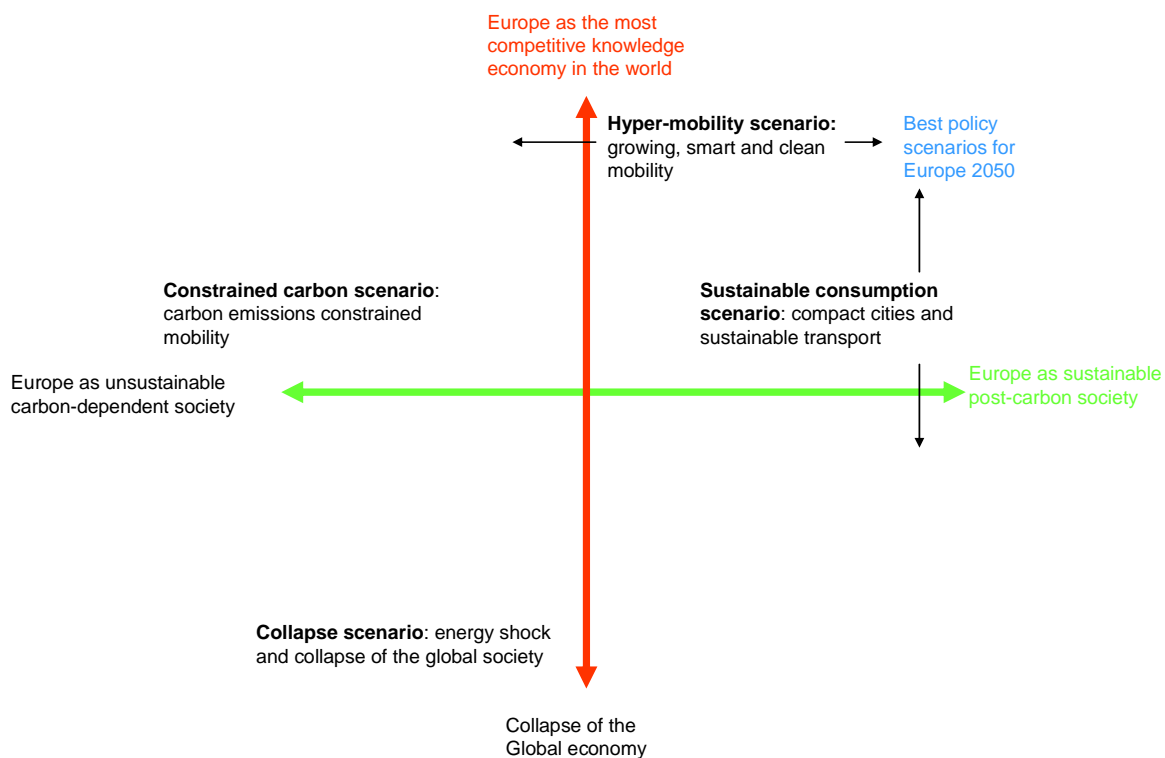 Europe as the most
competitive knowledge
economy in the world
Hyper-mobility scenario:
growing, smart and clean
mobility
Best policy
scenarios for
Europe 2050
Constrained carbon scenario:
carbon emissions constrained
mobility
Sustainable consumption
scenario: compact cities and
sustainable transport
Europe as unsustainable
carbon-dependent society
Europe as sustainable
post-carbon society
Collapse scenario: energy shock
and collapse of the global society
Collapse of the
Global economy